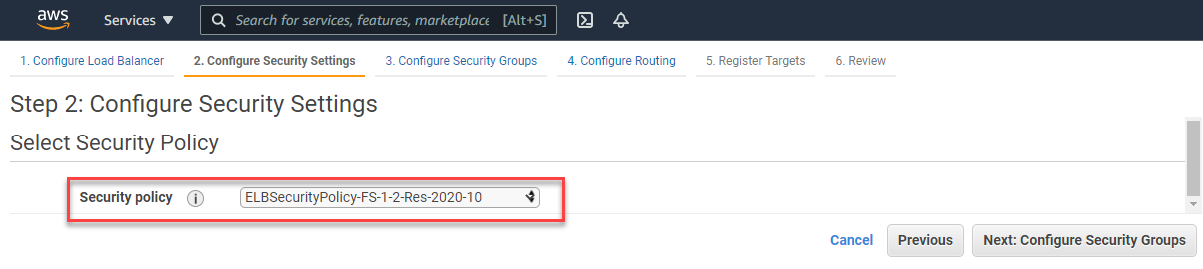 aws Services Search for services, features, marketplace [Alt+S]
1. Configure Load Balancer 2. Configure Security Settings 3. Configure Security Groups 4. Configure Routing 5. Register Targets 6. Review
Step 2: Configure Security Settings
Select Security Policy
Security policy i ELBSecurityPolicy-FS-1-2-Res-2020-10
Cancel Previous Next: Configure Security Groups